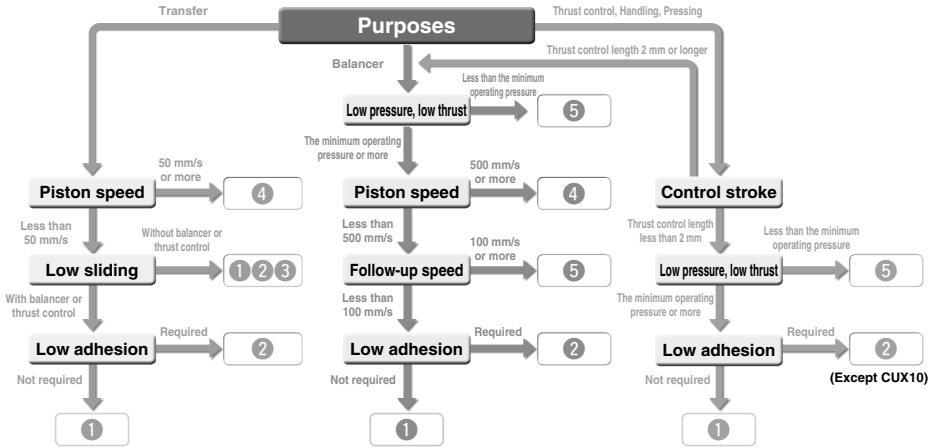 Purposes
Transfer
Piston speed
50 mm/s
or more
4
Less than
50 mm/s
Low sliding
Without balancer or
thrust control
1 2 3
With balancer or
thrust control
Low adhesion
Required
2
Not required
1
Balancer
Low pressure, low thrust
Less than the minimum
operating pressure
5
The minimum operating
pressure or more
Piston speed
500 mm/s
or more
4
Less than
500 mm/s
Follow-up speed
100 mm/s
or more
5
Less than
100 mm/s
Low adhesion
Required
2
Not required
1
Thrust control, Handling, Pressing
Thrust control length 2 mm or longer
Control stroke
Thrust control length
less than 2 mm
Low pressure, low thrust
Less than the minimum
operating pressure
5
The minimum operating
pressure or more
Low adhesion
Required
2
(Except CUX10)
Not required
1